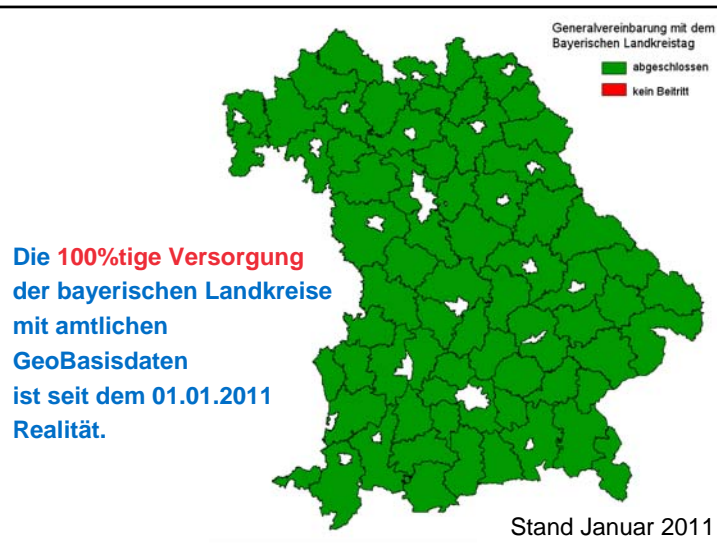 Generalvereinbarung mit dem
Bayerischen Landkreistag
abgeschlossen
kein Beitritt
Die 100%tige Versorgung
der bayerischen Landkreise
mit amtlichen
GeoBasisdaten
ist seit dem 01.01.2011
Realität.
Stand Januar 2011